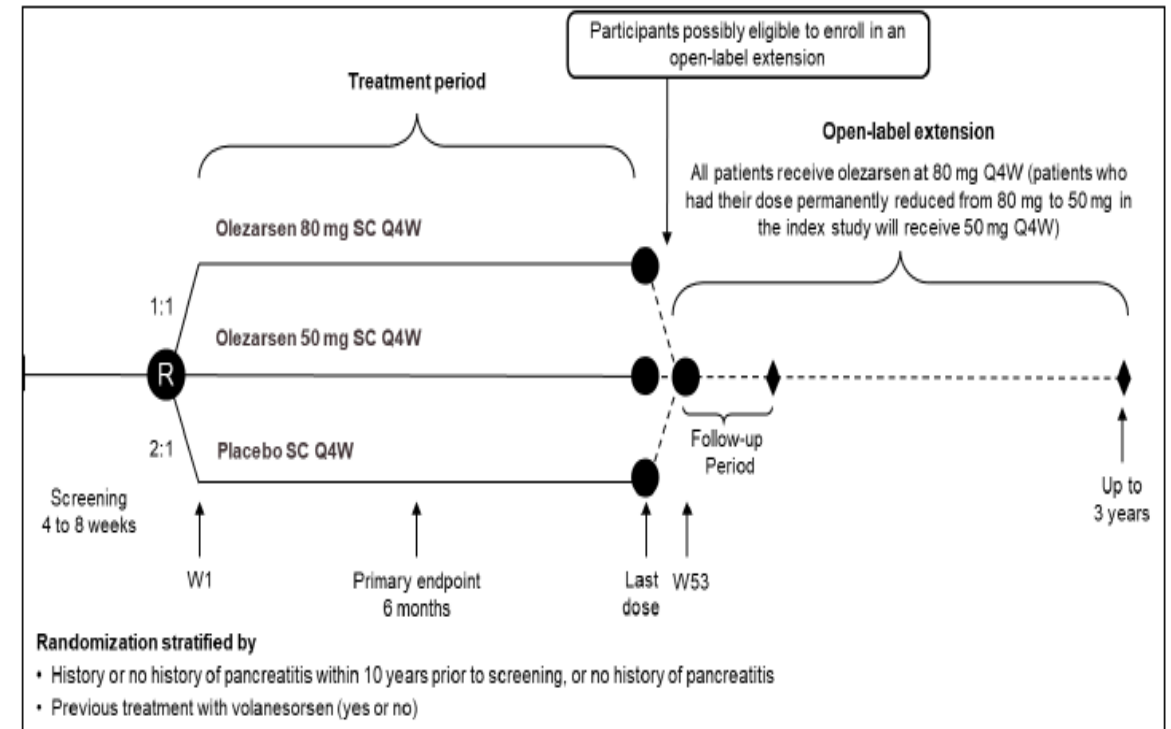 Participants possibly eligible to enroll in an
open-label extension
Treatment period
Open-label extension
All patients receive olezarsen at 80 mg Q4W (patients who
had their dose permanently reduced from 80 mg to 50 mg in
the index study will receive 50 mg Q4W)
Olezarsen 80 mg SC Q4W
1:1
Olezarsen 50 mg SC Q4W
R
2:1
Placebo SC Q4W
Follow-up
Period
Screening
4 to 8 weeks
W1
Primary endpoint
6 months
Last
dose
W53
Up to
3 years
Randomization stratified by
• History or no history of pancreatitis within 10 years prior to screening, or no history of pancreatitis
• Previous treatment with volanesorsen (yes or no)